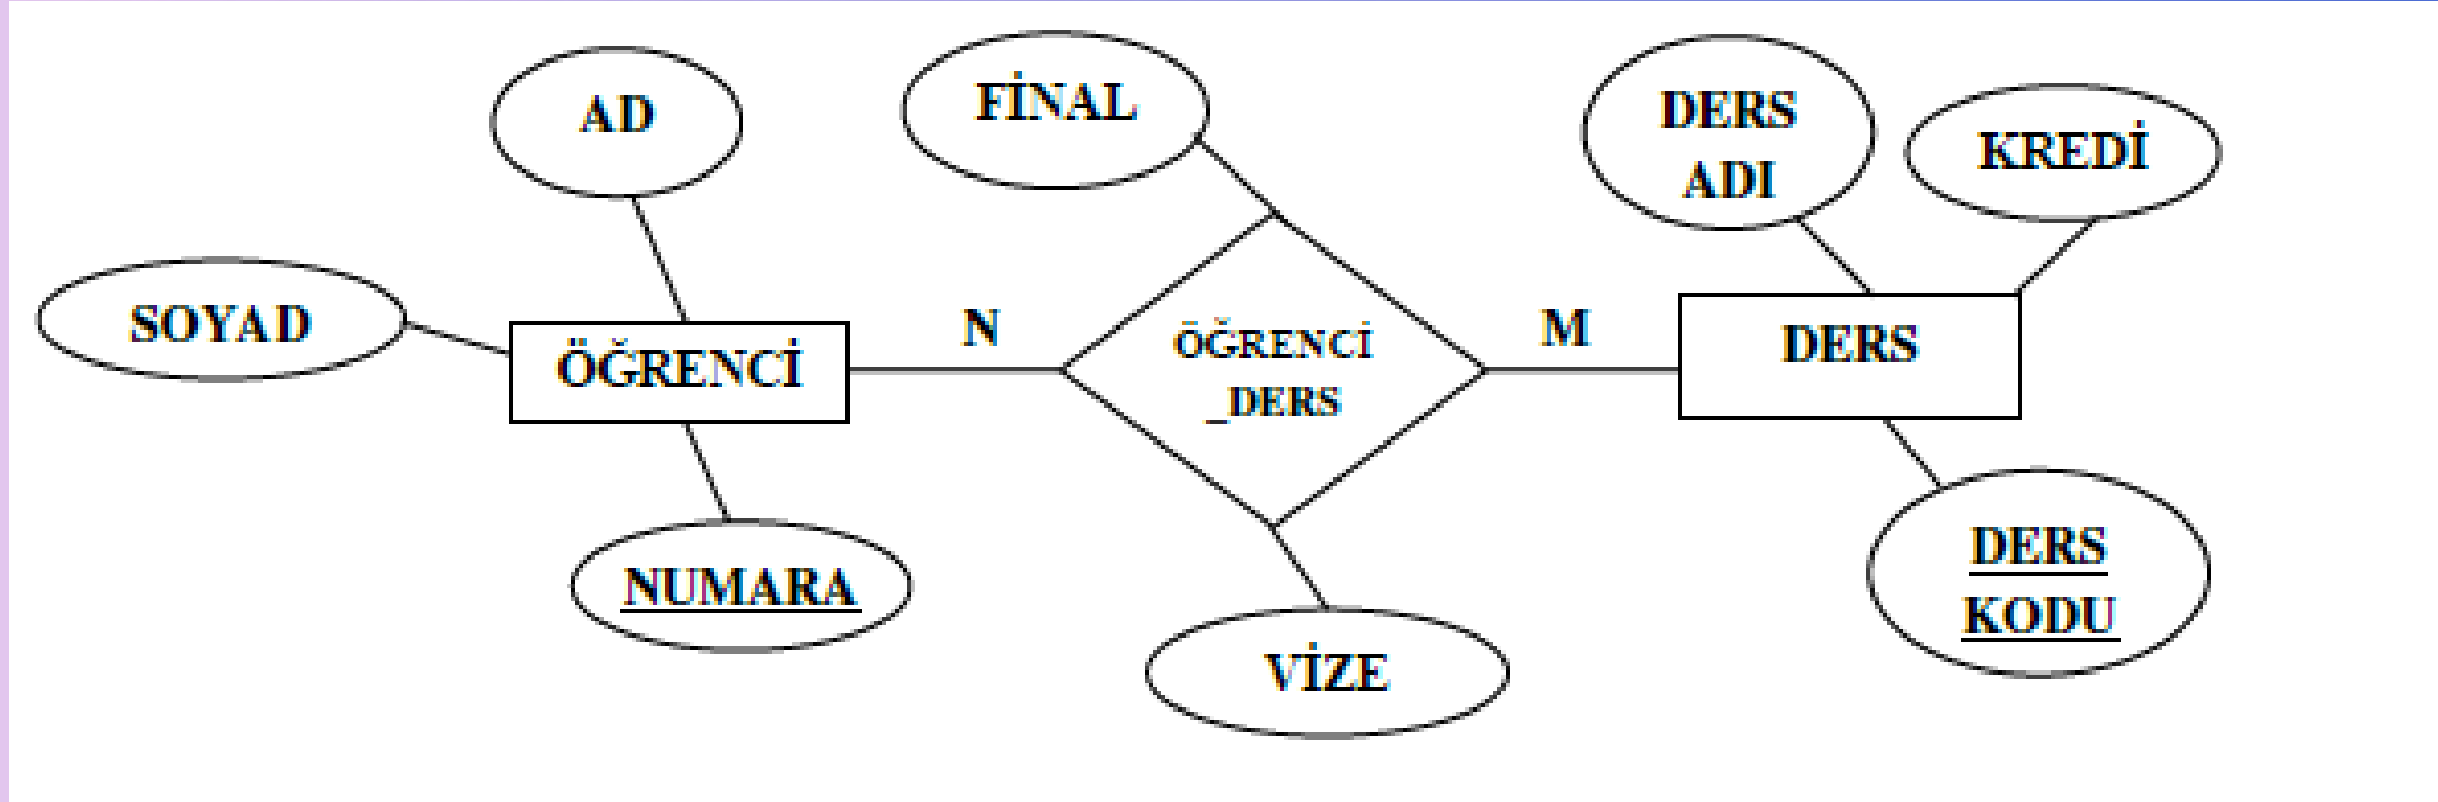 AD
FİNAL
DERS
ADI
KREDİ
SOYAD
ÖĞRENCİ
N
ÖĞRENCİ
_DERS
M
DERS
NUMARA
VİZE
DERS
KODU